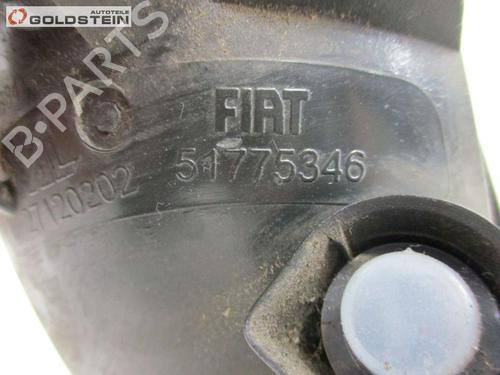 AUTOTEILE
GOLDSTEIN
B-PARTS
FIAT
51775346
27120202